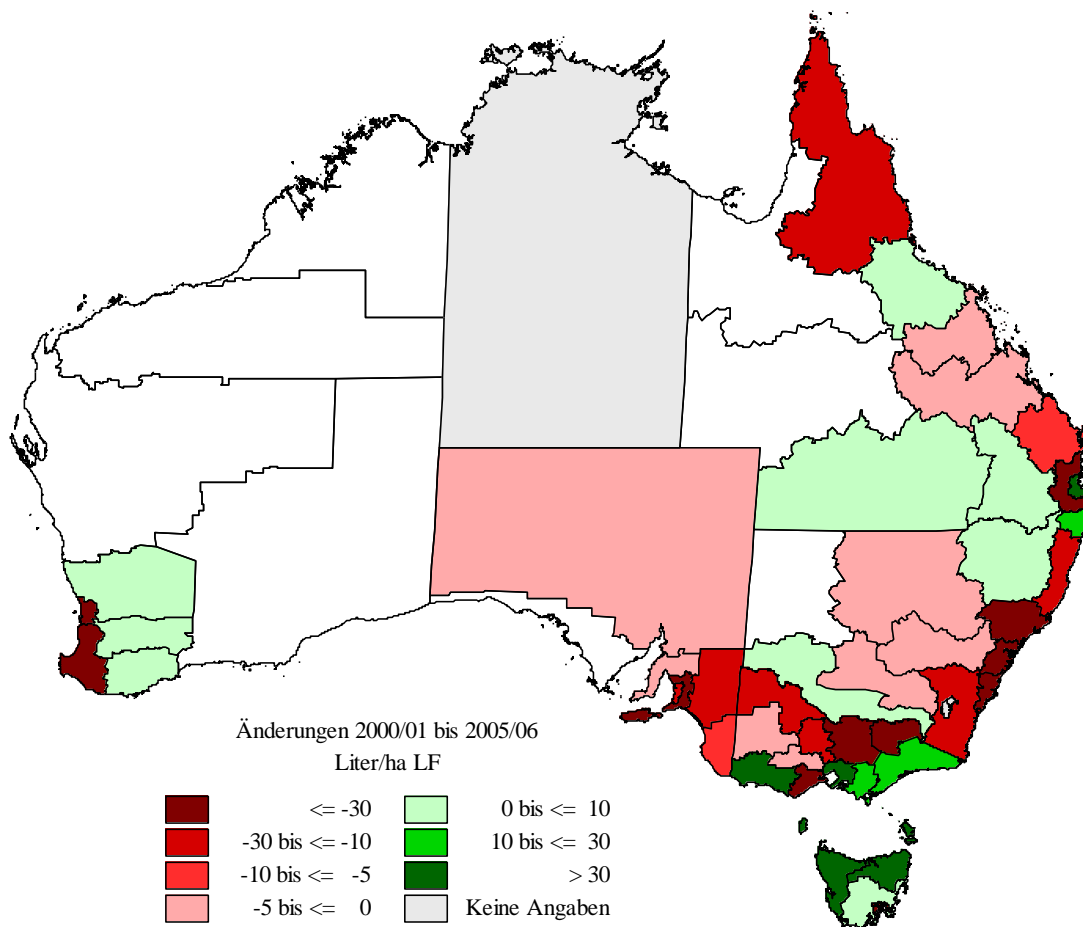 Änderungen 2000/01 bis 2005/06
Liter/ha LF
<= -30 0 bis <= 10
-30 bis <= -10 10 bis <= 30
-10 bis <= -5 > 30
-5 bis <= 0 Keine Angaben